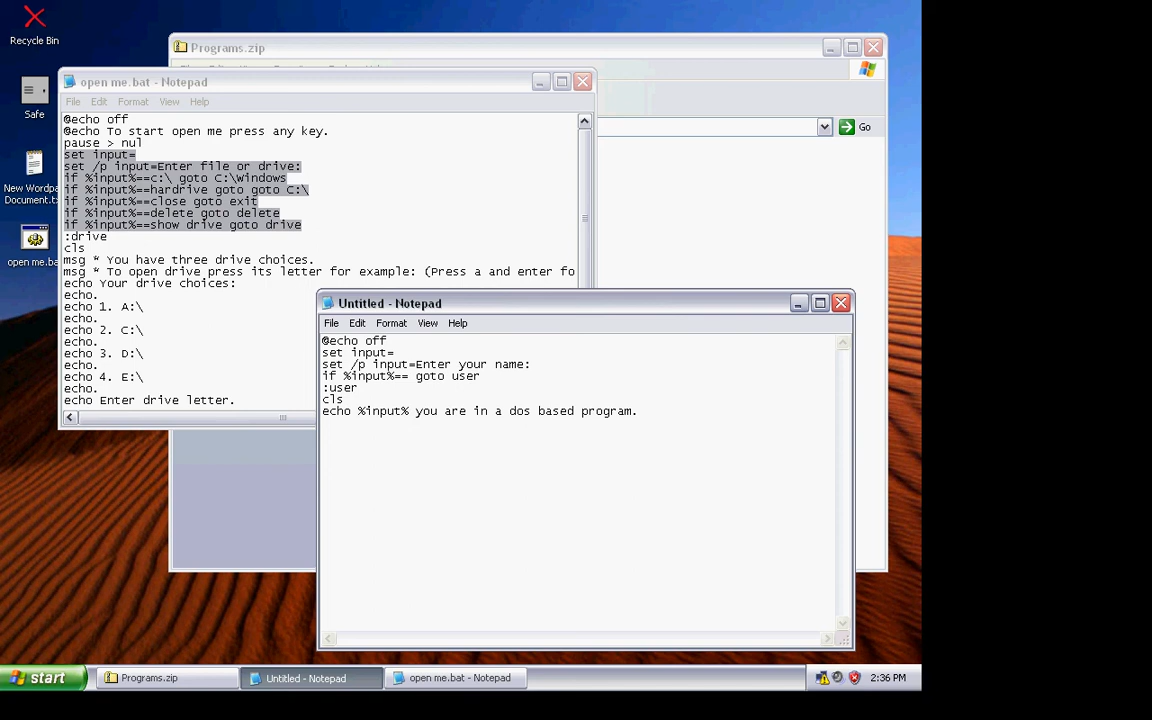 Recycle Bin
Safe
New Wordpa
Document.tx
open me.ba
Programs.zip
Go
open me.bat - Notepad
File Edit Format View Help
@echo off
@echo To start open me press any key.
pause > nul
set input=
set /p input=Enter file or drive:
if %input%==c:\ goto C:\Windows
if %input%==hardrive goto goto C:\
if %input%==close goto exit
if %input%==delete goto delete
if %input%==show drive goto drive
:drive
cls
msg * You have three drive choices.
msg * To open drive press its letter for example: (Press a and enter fo
echo Your drive choices:
echo.
echo 1. A:\
echo.
echo 2. C:\
echo.
echo 3. D:\
echo.
echo 4. E:\
echo.
echo Enter drive letter.
Untitled - Notepad
File Edit Format View Help
@echo off
set input=
set /p input=Enter your name:
if %input%== goto user
:user
cls
echo %input% you are in a dos based program.
start
Programs.zip
Untitled - Notepad
open me.bat - Notepad
2:36 PM